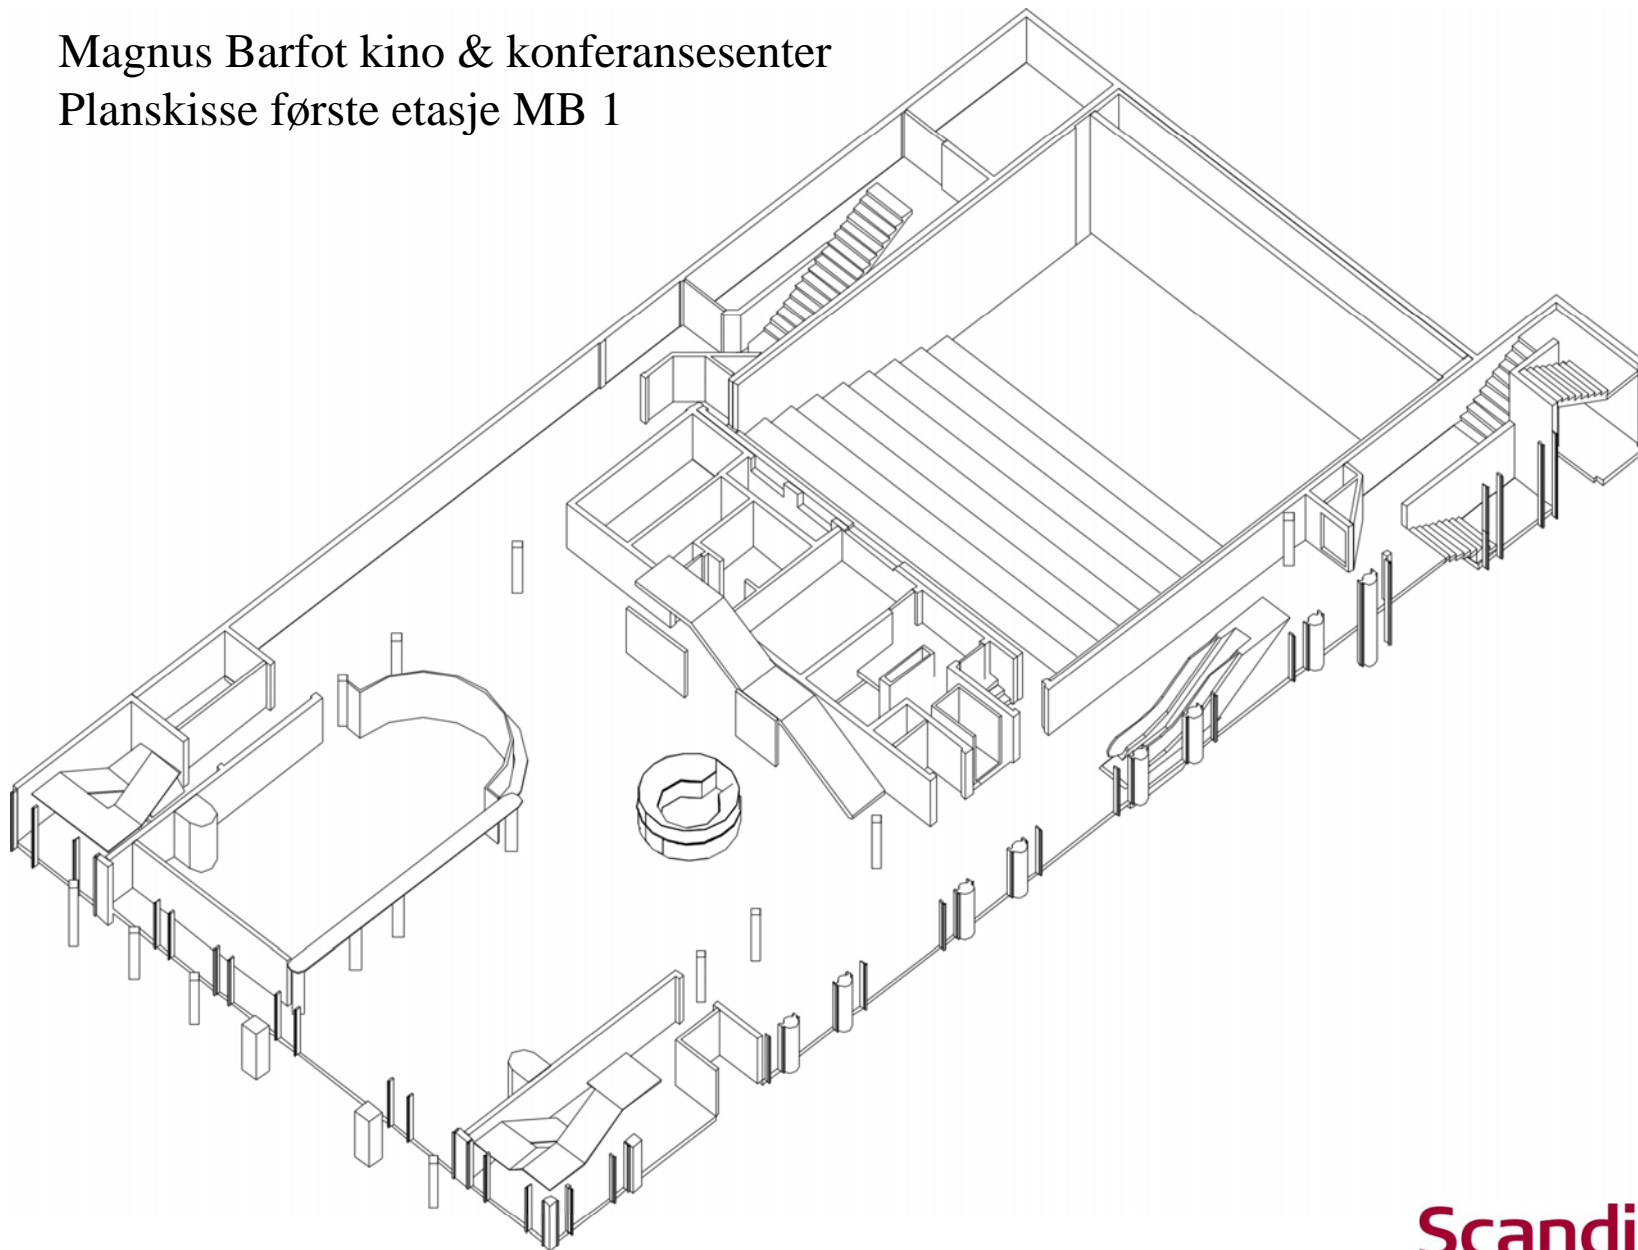 Magnus Barfot kino & konferansesenter
Planskisse første etasje MB 1
Scandi